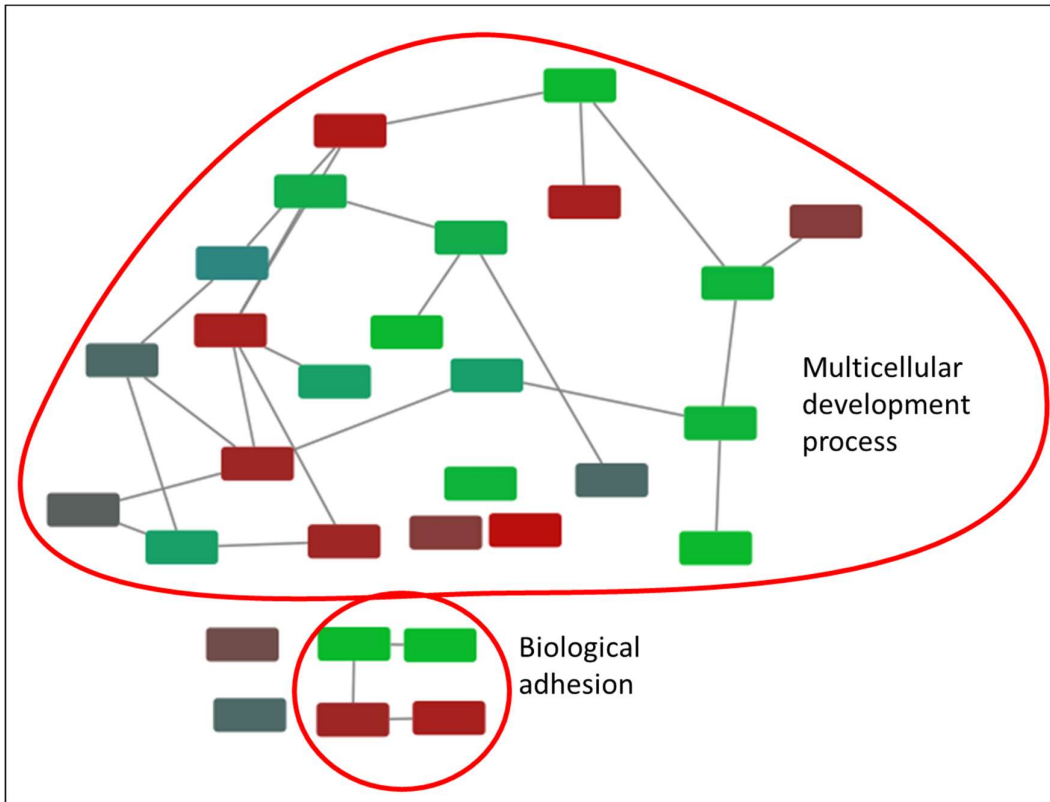 Multicellular
development
process
Biological
adhesion